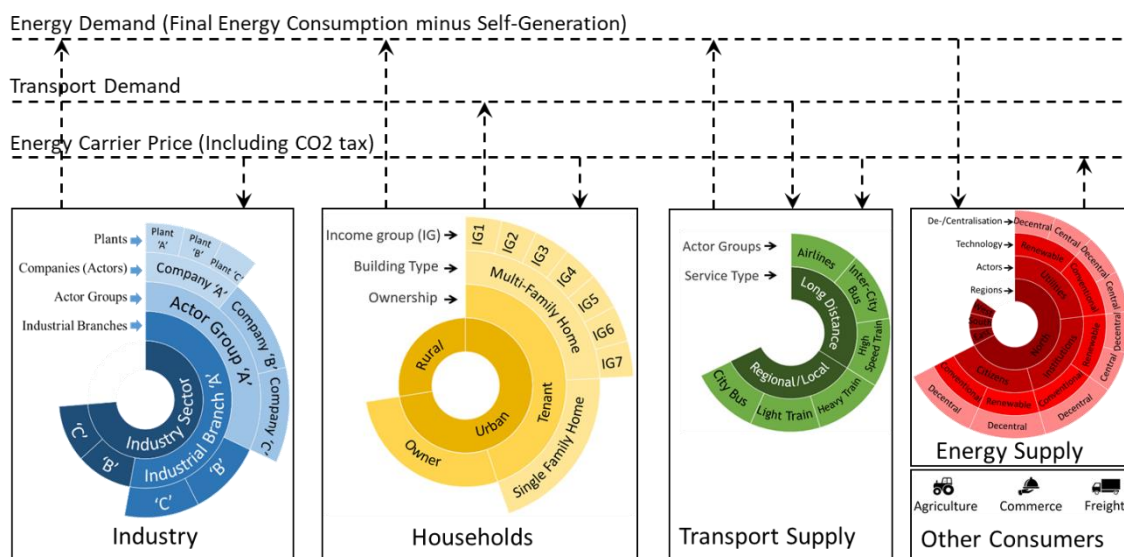 Energy Demand (Final Energy Consumption minus Self-Generation)
Transport Demand
Energy Carrier Price (Including CO2 tax)
Plants
Companies (Actors)
Actor Groups
Industrial Branches
Plant 'A'
Plant 'B'
Plant 'C'
Company 'A'
Company 'B'
Company 'C'
Actor Group 'A'
Industrial Branch 'A'
'B'
'C'
Industry Sector
'B'
'C'
Industry
Income group (IG)
Building Type
Ownership
IG1
IG2
IG3
IG4
IG5
IG6
IG7
Multi-Family Home
Single Family Home
Tenant
Owner
Rural
Urban
Households
Actor Groups
Service Type
Airlines
Inter-City Bus
High Speed Train
Heavy Train
Light Train
City Bus
Long Distance
Regional/Local
Transport Supply
De-/Centralisation
Technology
Actors
Regions
Decentral
Central
Decentral
Central
Decentral
Central
Decentral
Decentral
Decentral
Renewable
Conventional
Renewable
Conventional
Renewable
Conventional
Utilities
Institutions
Citizens
North
Energy Supply
Agriculture
Commerce
Freight
Other Consumers